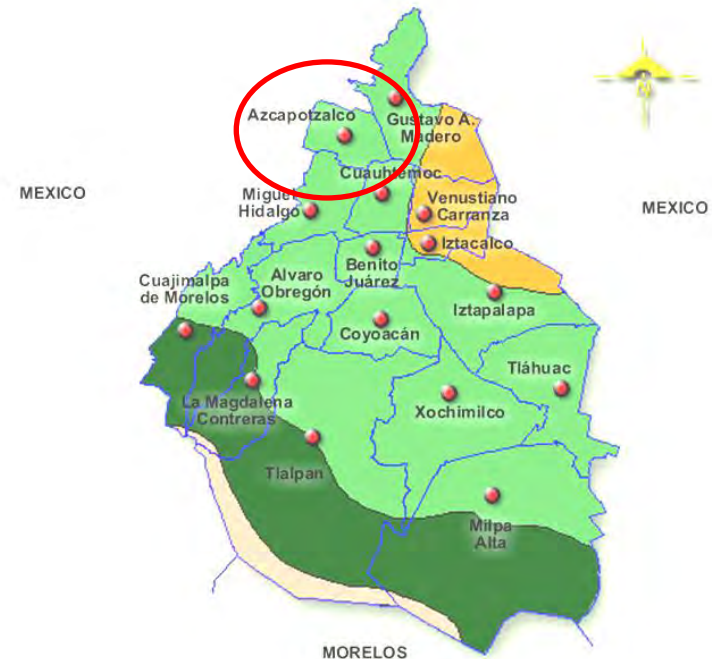 N
Azcapotzalco
Gustavo A.
Madero
Cuauhtemoc
MEXICO
Miguel
Hidalgo
Venustiano
Carranza
MEXICO
Iztacalco
Benito
Juárez
Cuajimalpa
de Morelos
Alvaro
Obregón
Iztapalapa
Coyoacán
Tláhuac
La Magdalena
Contreras
Xochimilco
Tlalpan
Milpa
Alta
MORELOS